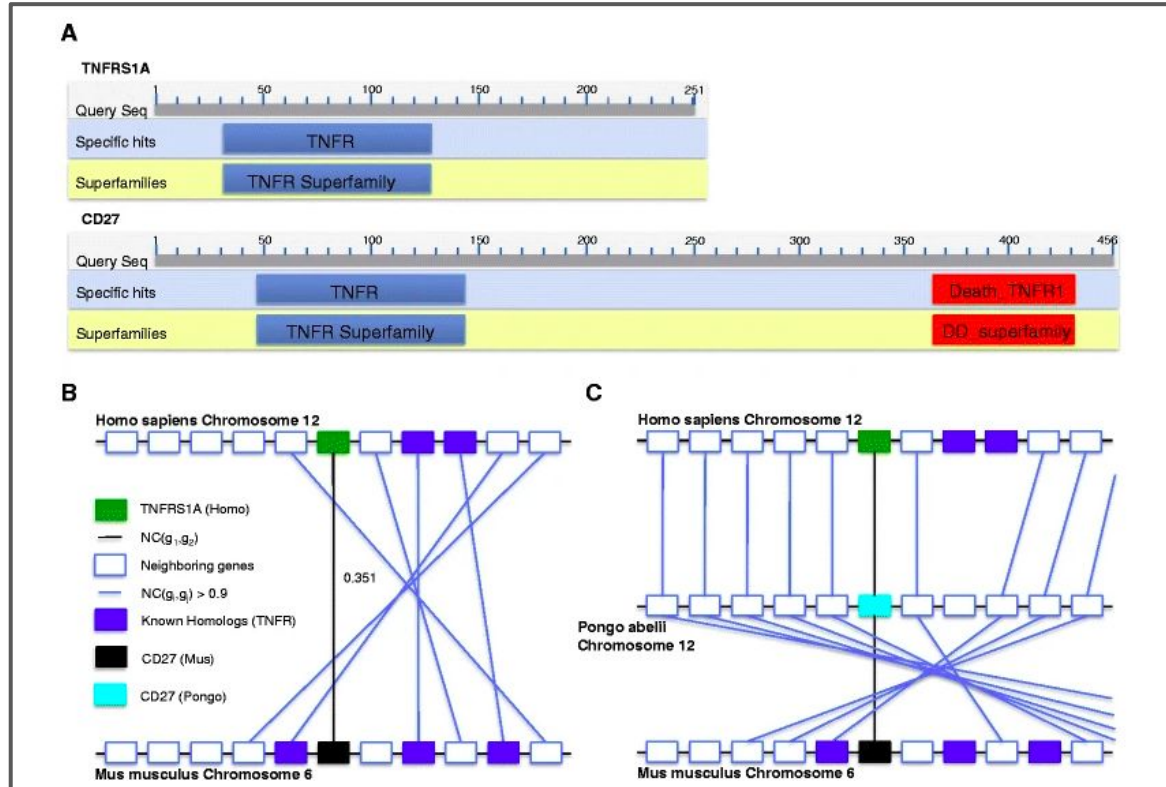 A
TNFRS1A
1 50 100 150 200 251
Query Seq
Specific hits TNFR
Superfamilies TNFR Superfamily
CD27
1 50 100 150 200 250 300 350 400 456
Query Seq
Specific hits TNFR Death_TNFR1
Superfamilies TNFR Superfamily DD_superfamily
B
Homo sapiens Chromosome 12
TNFRS1A (Homo)
NC(g1,g2)
Neighboring genes
NC(gi,gj) > 0.9
Known Homologs (TNFR)
CD27 (Mus)
CD27 (Pongo)
0.351
Mus musculus Chromosome 6
C
Homo sapiens Chromosome 12
Pongo abelii
Chromosome 12
Mus musculus Chromosome 6